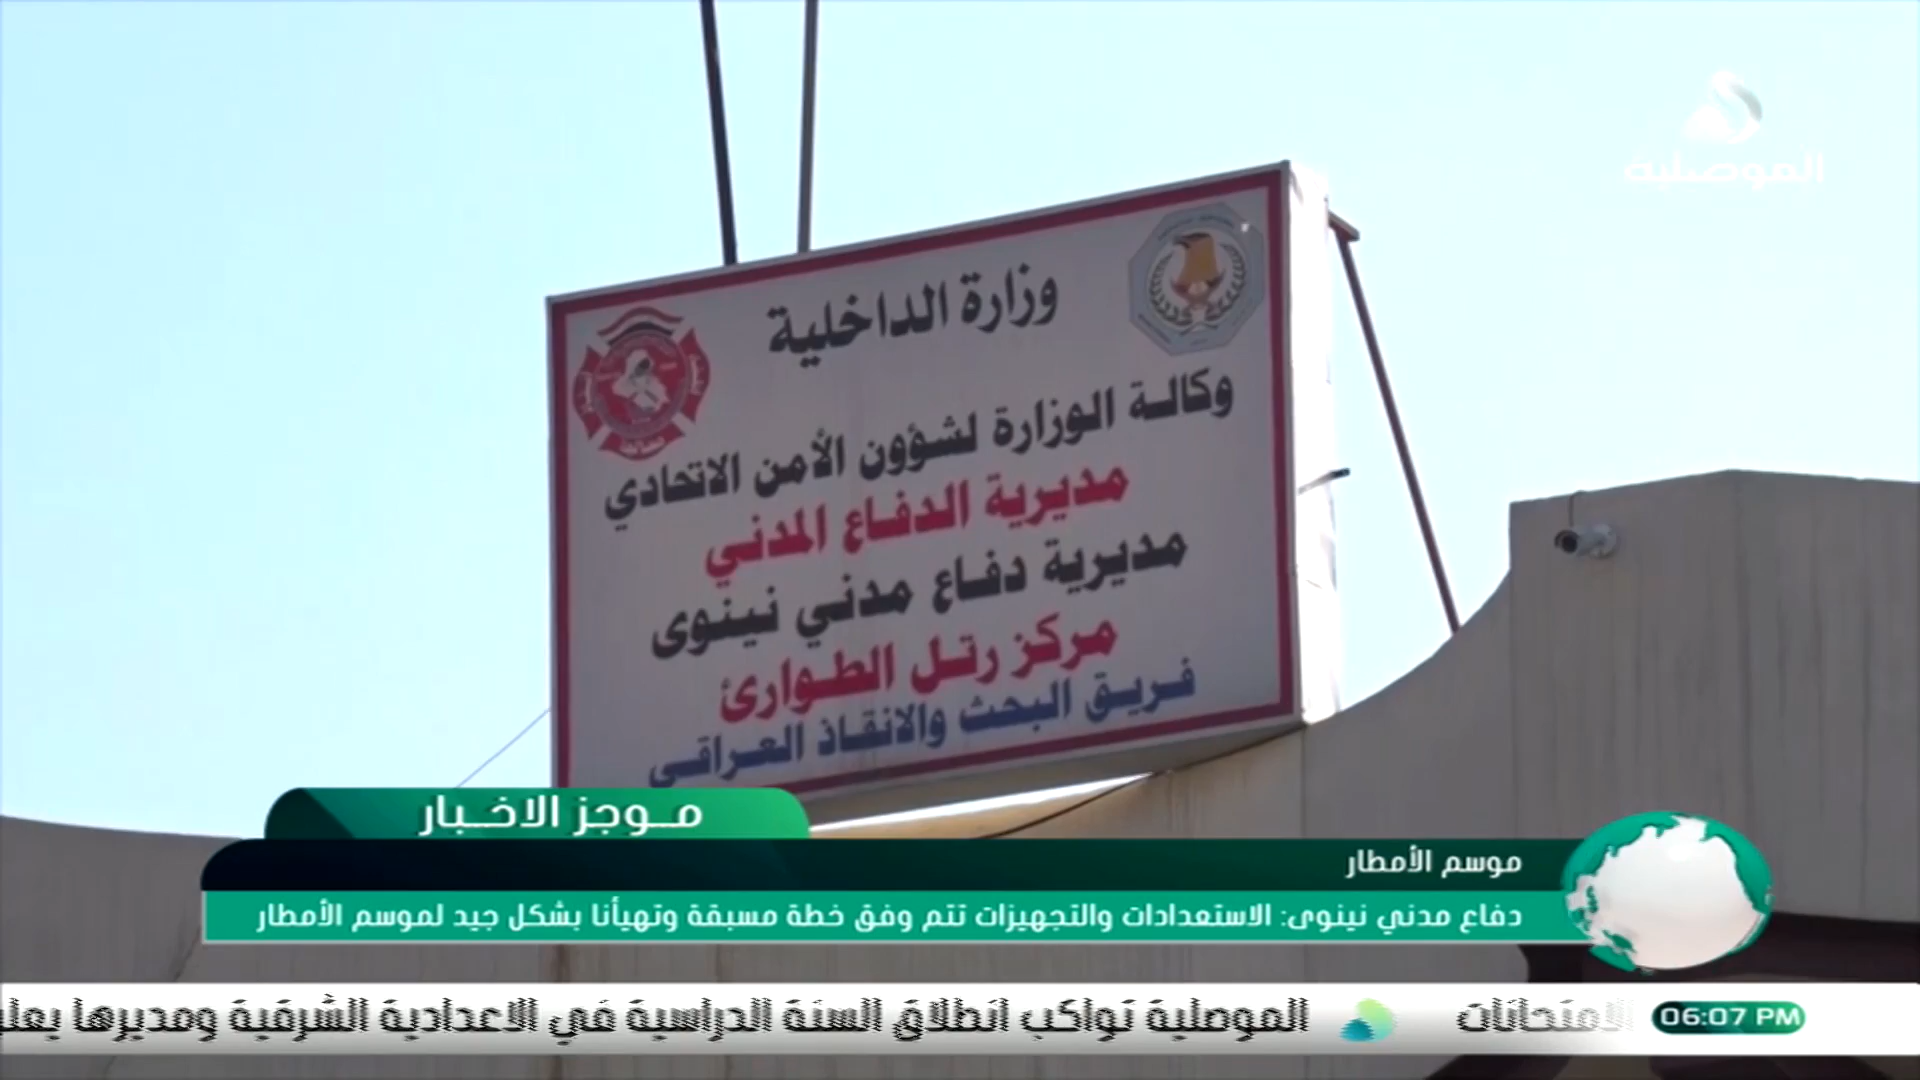 الموصلية
وزارة الداخلية
وكالة الوزارة لشؤون الأمن الاتحادي
مديرية الدفاع المدني
مديرية دفاع مدني نينوى
مركز رتل الطوارئ
فريق البحث والانقاذ العراقي
موجز الاخبار
موسم الأمطار
دفاع مدني نينوى: الاستعدادات والتجهيزات تتم وفق خطة مسبقة وتهيأنا بشكل جيد لموسم الأمطار
06:07 PM
الامتحانات
الموصلية تواكب انطلاق السنة الدراسية في الاعدادية الشرقية ومديرها